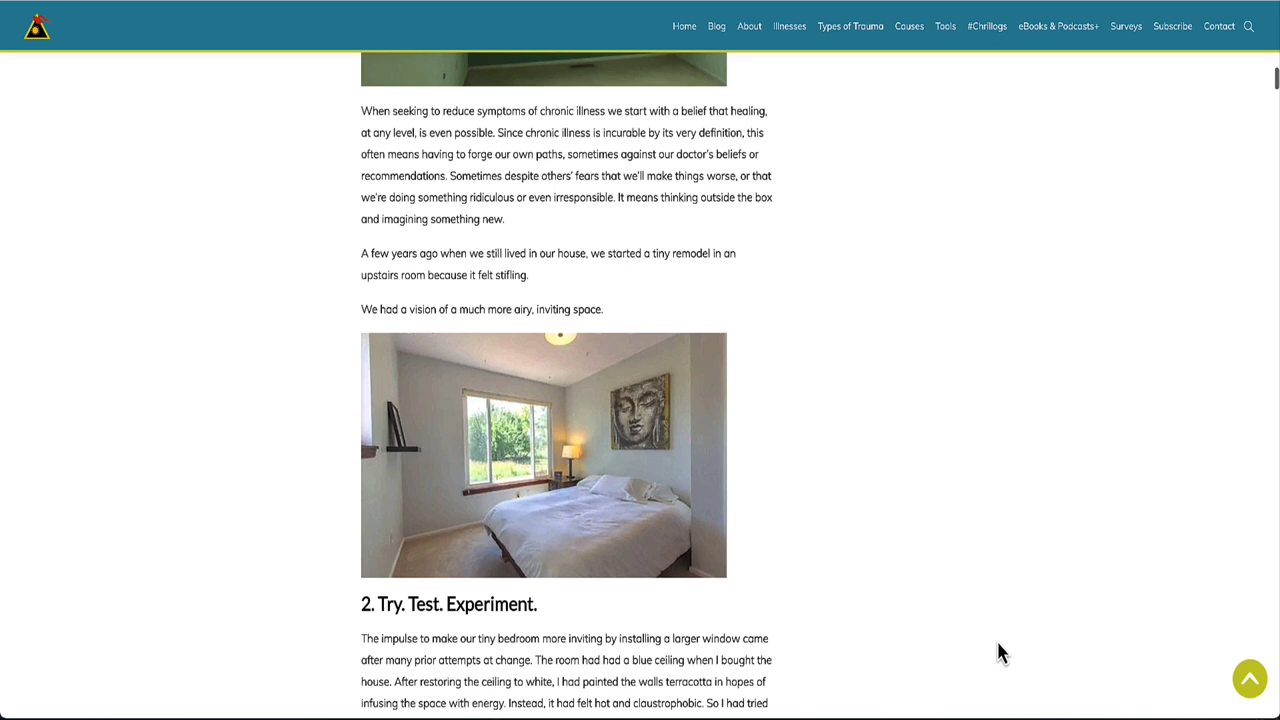 Home Blog About Illnesses Types of Trauma Causes Tools #Chrillogs eBooks & Podcasts+ Surveys Subscribe Contact
When seeking to reduce symptoms of chronic illness we start with a belief that healing,
at any level, is even possible. Since chronic illness is incurable by its very definition, this
often means having to forge our own paths, sometimes against our doctor's beliefs or
recommendations. Sometimes despite others' fears that we'll make things worse, or that
we're doing something ridiculous or even irresponsible. It means thinking outside the box
and imagining something new.
A few years ago when we still lived in our house, we started a tiny remodel in an
upstairs room because it felt stifling.
We had a vision of a much more airy, inviting space.
2. Try. Test. Experiment.
The impulse to make our tiny bedroom more inviting by installing a larger window came
after many prior attempts at change. The room had had a blue ceiling when I bought the
house. After restoring the ceiling to white, I had painted the walls terracotta in hopes of
infusing the space with energy. Instead, it had felt hot and claustrophobic. So I had tried